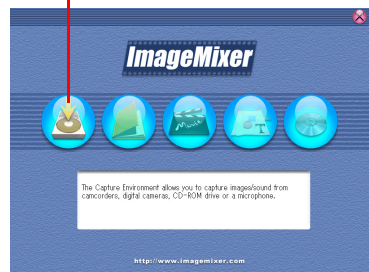 ImageMixer
Movie
T
The Capture Environment allows you to capture images/sound from
camcorders, digital cameras, CD-ROM drive or a microphone.
http://www.imagemixer.com